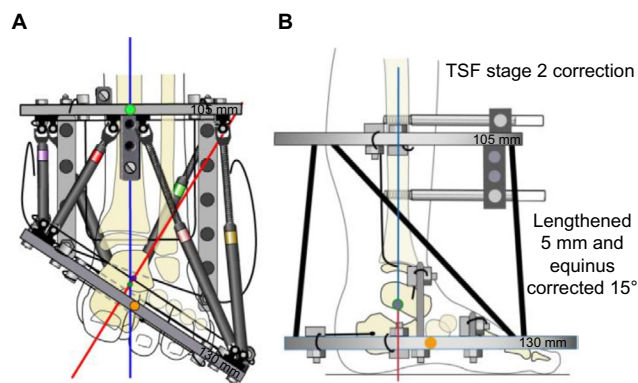 A
B
TSF stage 2 correction
105 mm
105 mm
Lengthened
5 mm and
equinus
corrected 15°
130 mm
130 mm